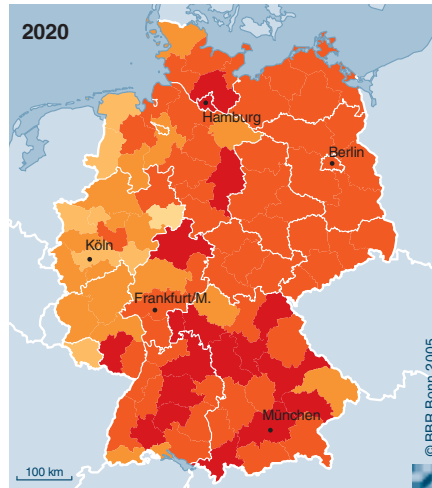 2020
Hamburg
Berlin
Köln
Frankfurt/M.
München
100 km
© BBR Bonn 2005